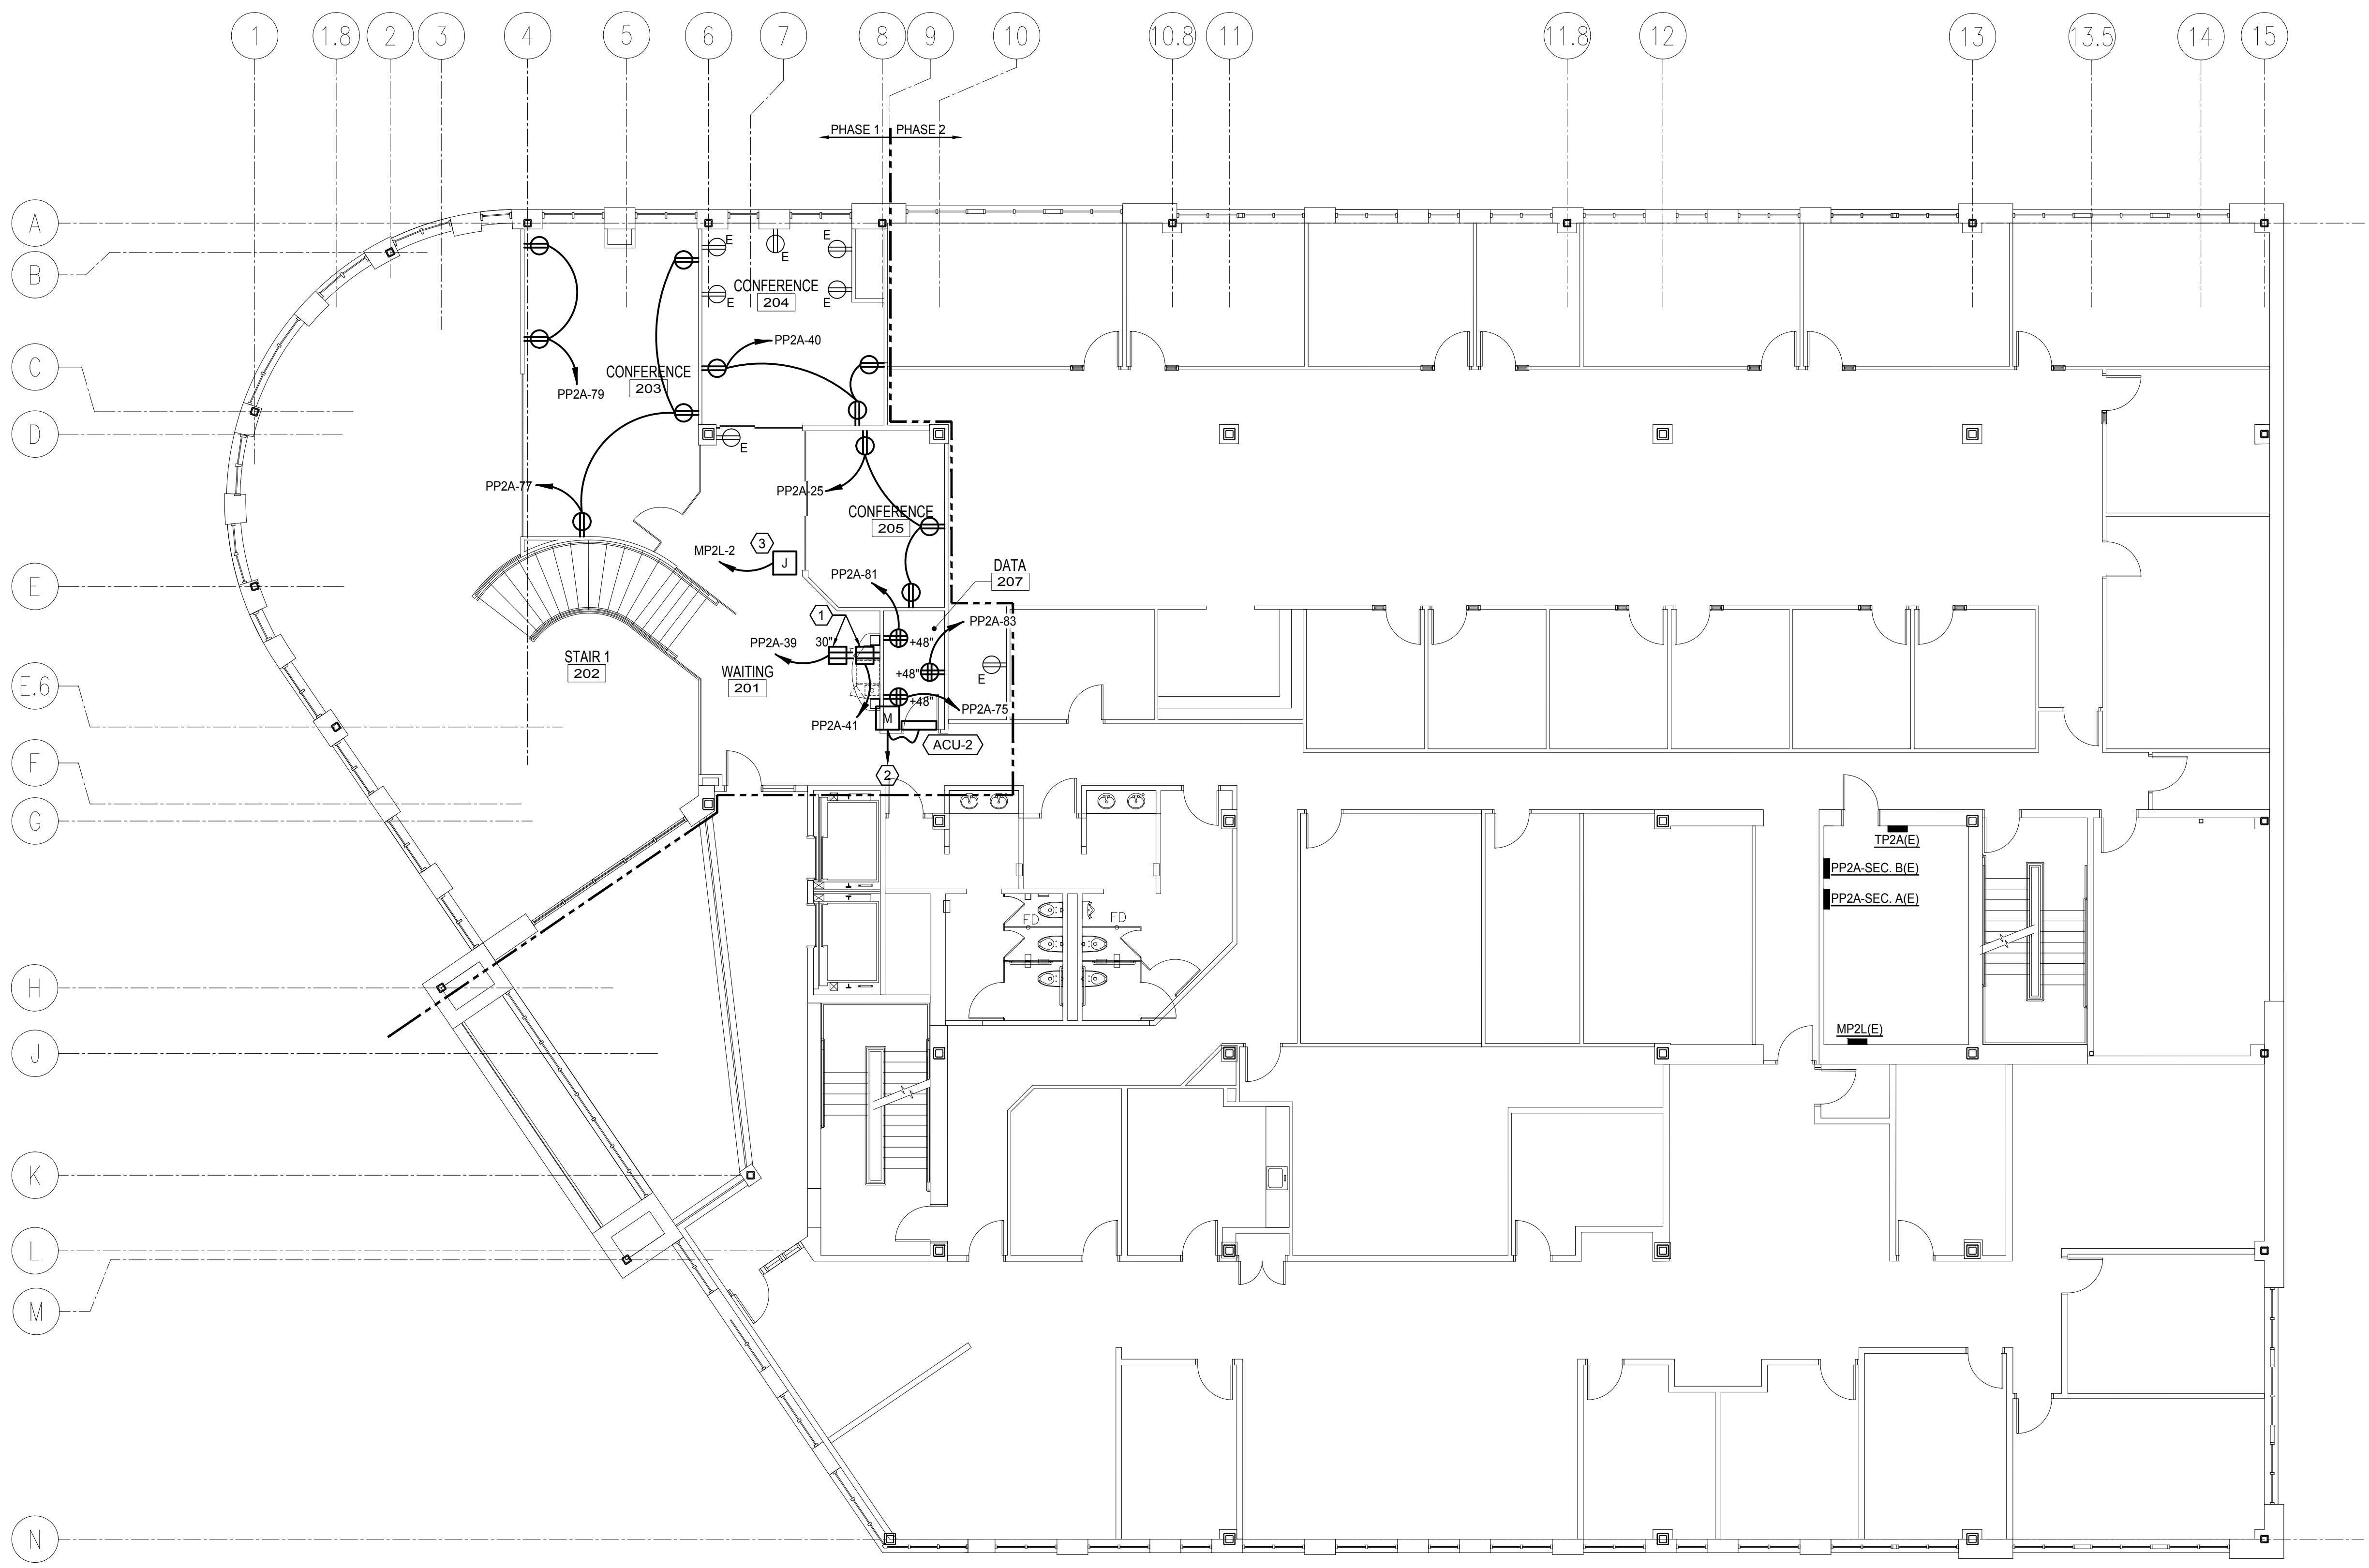 1 1.8 2 3 4 5 6 7 8 9 10 10.8 11 11.8 12 13 13.5 14 15
PHASE 1 PHASE 2
A
B
E
E
E
CONFERENCE
204
E
E
PP2A-40
C
CONFERENCE
203
PP2A-79
D
E
PP2A-77
PP2A-25
CONFERENCE
205
3
MP2L-2
J
DATA
207
E
PP2A-81
1
PP2A-83
PP2A-39
30"
+48"
STAIR 1
202
WAITING
201
+48"
E
E.6
+48"
PP2A-75
M
PP2A-41
ACU-2
F
2
G
TP2A(E)
PP2A-SEC. B(E)
PP2A-SEC. A(E)
FD
FD
H
MP2L(E)
J
K
L
M
N